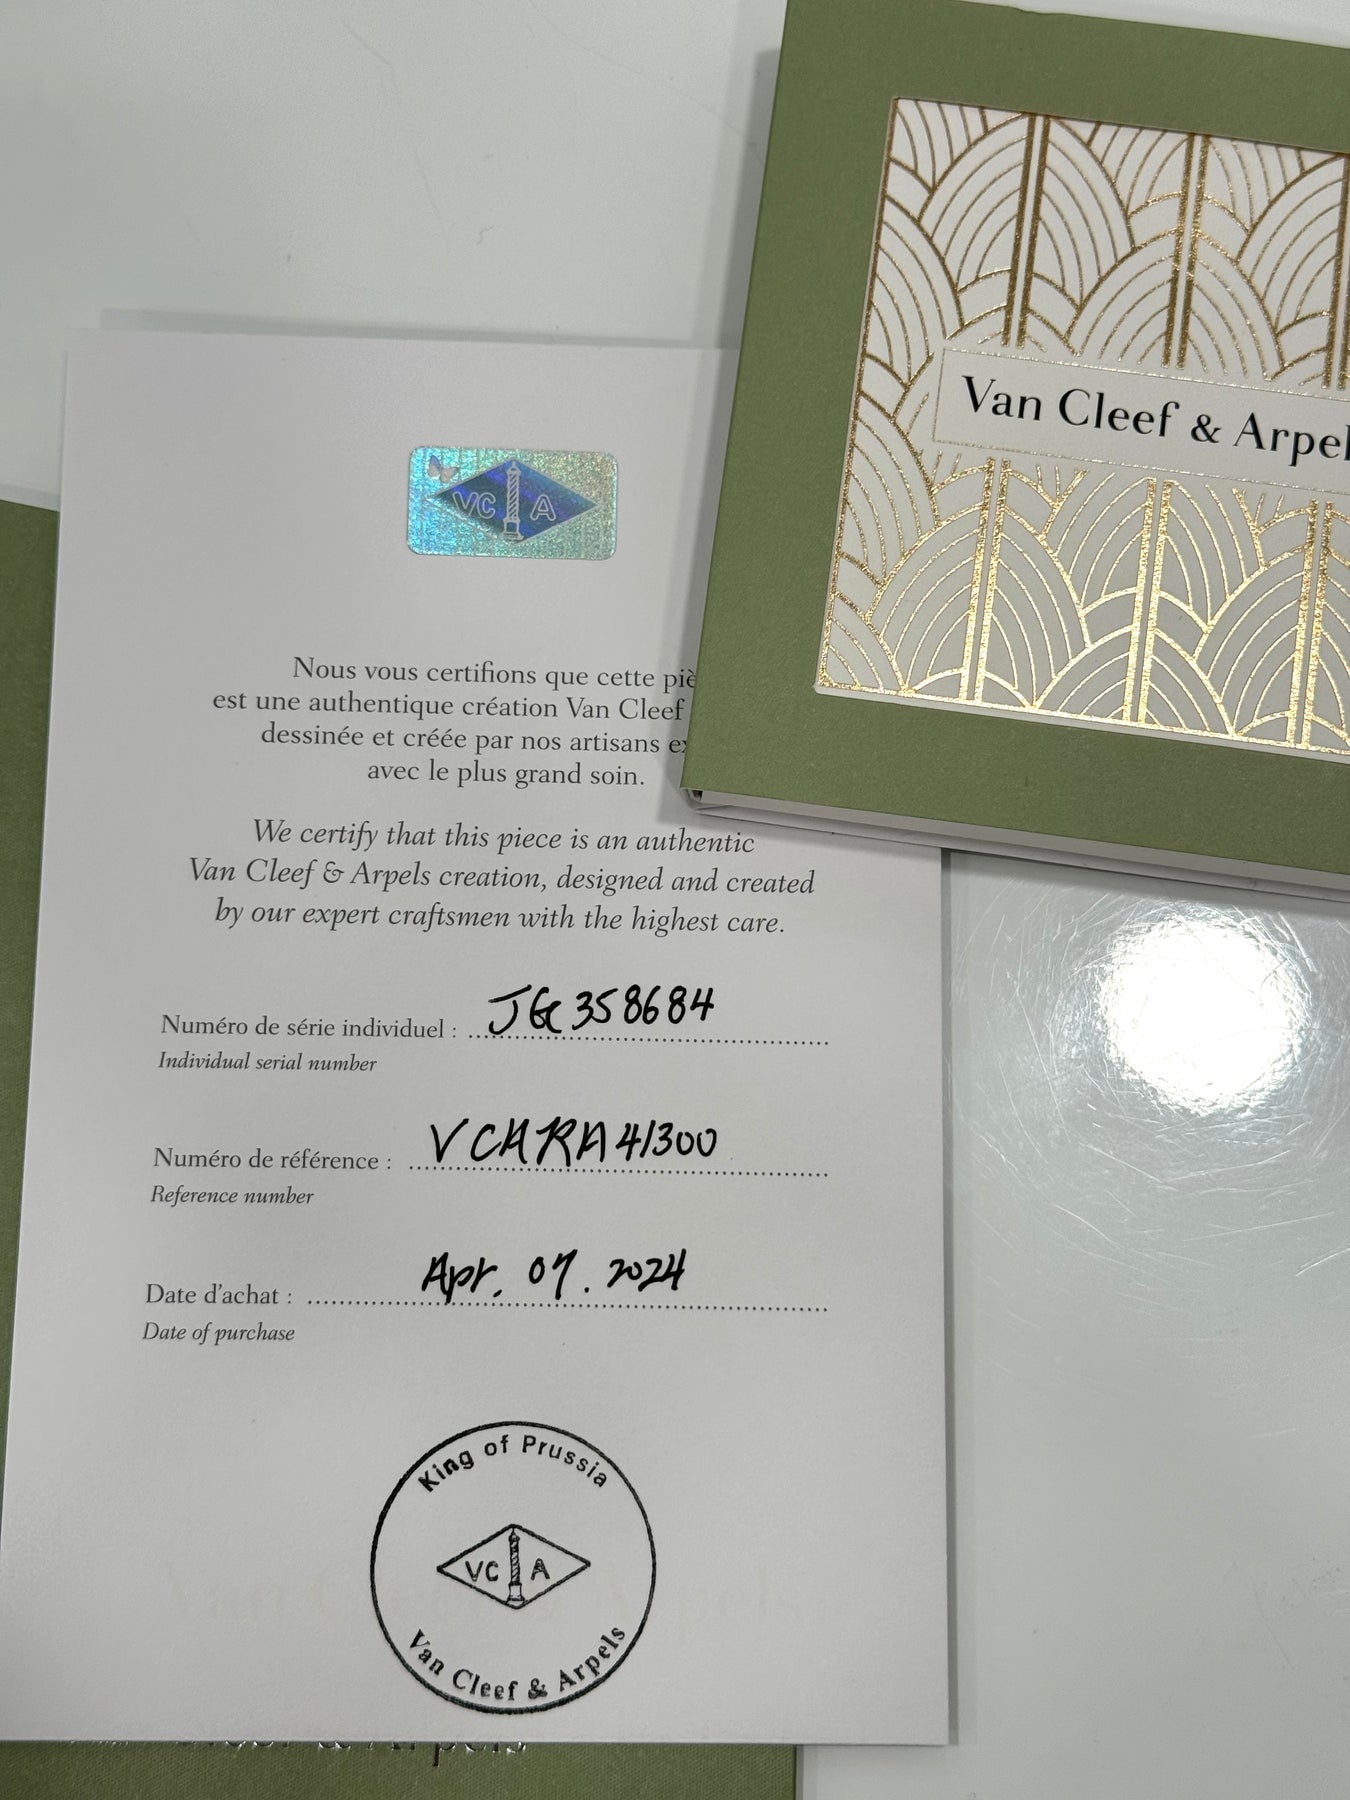 Van Cleef & Arpel
VC A
Nous vous certifions que cette piè
est une authentique création Van Cleef
dessinée et créée par nos artisans ex
avec le plus grand soin.
We certify that this piece is an authentic
Van Cleef & Arpels creation, designed and created
by our expert craftsmen with the highest care.
Numéro de série individuel : JG358684
Individual serial number
Numéro de référence : VCARA41300
Reference number
Date d'achat : Apr. 07. 2024
Date of purchase
King of Prussia
VC A
Van Cleef & Arpels